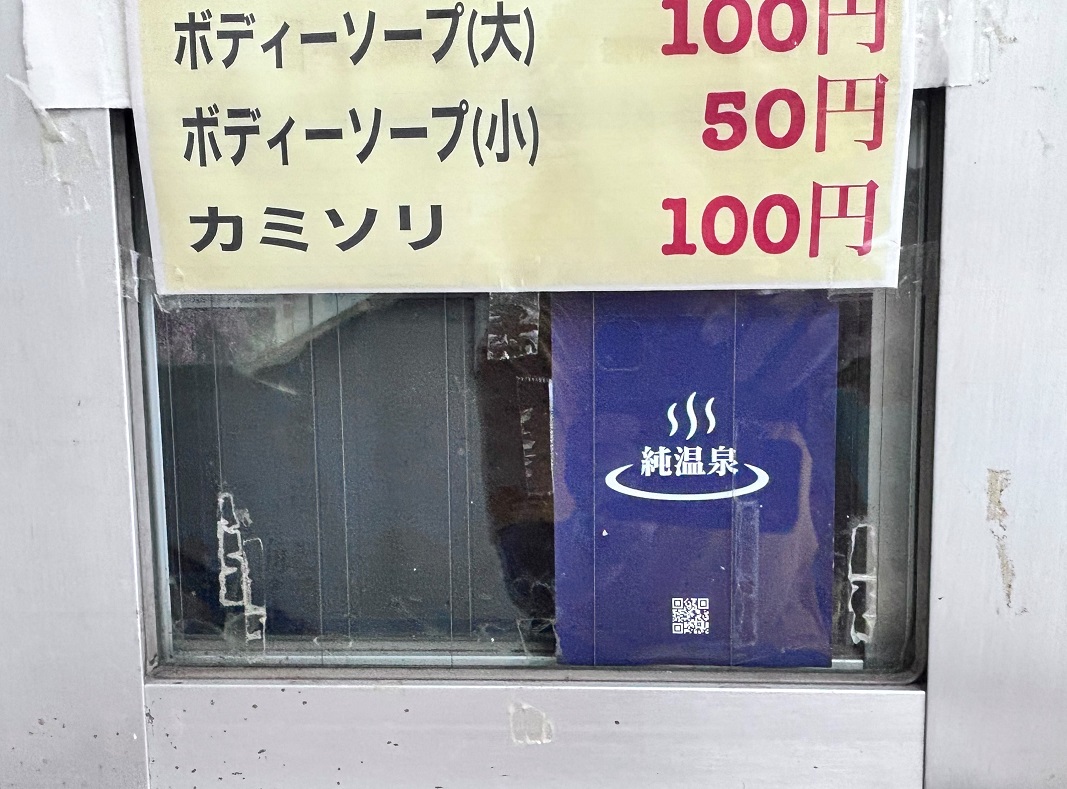 ボディーソープ(大) 100円
ボディーソープ(小) 50円
カミソリ 100円
純温泉